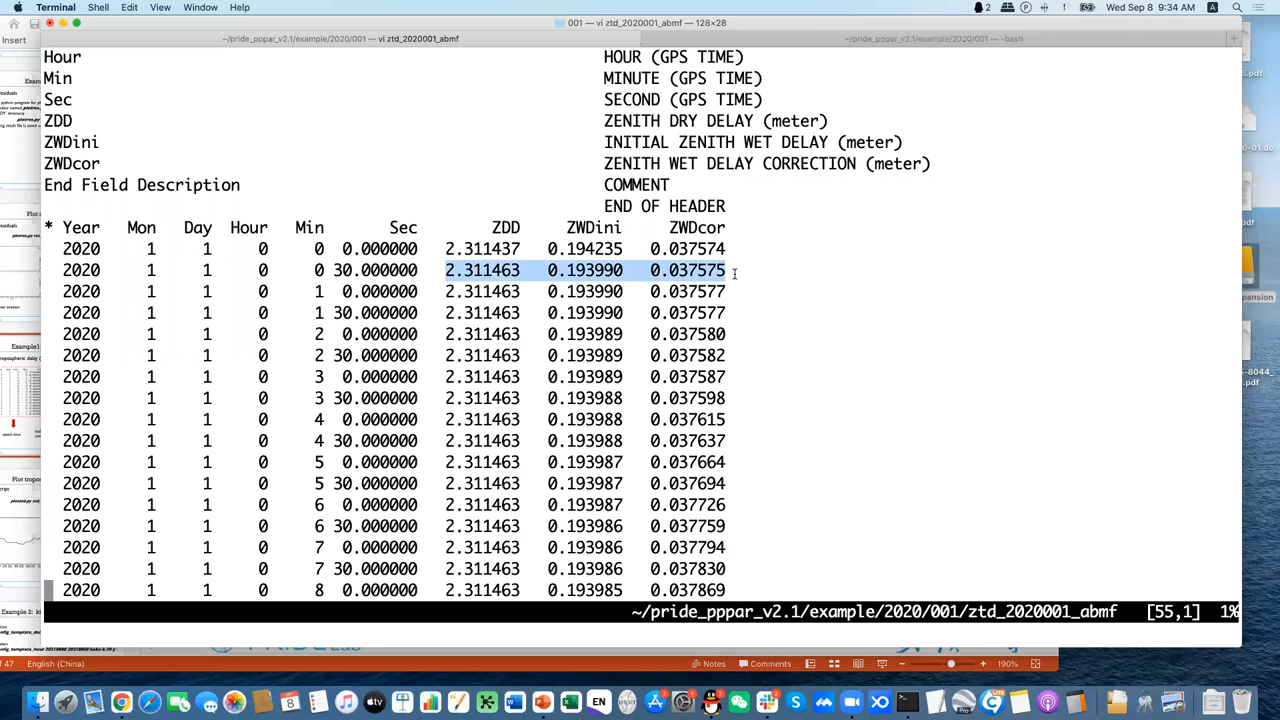 Terminal Shell Edit View Window Help
2
Wed Sep 8 9:34 AM
001 — vi ztd_2020001_abmf — 128×28
Insert
~/pride_pppar_v2.1/example/2020/001 — vi ztd_2020001_abmf
~/pride_pppar_v2.1/example/2020/001 — -bash
Hour HOUR (GPS TIME)
Min MINUTE (GPS TIME)
Sec SECOND (GPS TIME)
ZDD ZENITH DRY DELAY (meter)
ZWDini INITIAL ZENITH WET DELAY (meter)
ZWDcor ZENITH WET DELAY CORRECTION (meter)
End Field Description COMMENT
END OF HEADER
* Year Mon Day Hour Min Sec ZDD ZWDini ZWDcor
2020 1 1 0 0 0.000000 2.311437 0.194235 0.037574
2020 1 1 0 0 30.000000 2.311463 0.193990 0.037575
2020 1 1 0 1 0.000000 2.311463 0.193990 0.037577
2020 1 1 0 1 30.000000 2.311463 0.193990 0.037577
2020 1 1 0 2 0.000000 2.311463 0.193989 0.037580
2020 1 1 0 2 30.000000 2.311463 0.193989 0.037582
2020 1 1 0 3 0.000000 2.311463 0.193989 0.037587
2020 1 1 0 3 30.000000 2.311463 0.193988 0.037598
2020 1 1 0 4 0.000000 2.311463 0.193988 0.037615
2020 1 1 0 4 30.000000 2.311463 0.193988 0.037637
2020 1 1 0 5 0.000000 2.311463 0.193987 0.037664
2020 1 1 0 5 30.000000 2.311463 0.193987 0.037694
2020 1 1 0 6 0.000000 2.311463 0.193987 0.037726
2020 1 1 0 6 30.000000 2.311463 0.193986 0.037759
2020 1 1 0 7 0.000000 2.311463 0.193986 0.037794
2020 1 1 0 7 30.000000 2.311463 0.193986 0.037830
2020 1 1 0 8 0.000000 2.311463 0.193985 0.037869
~/pride_pppar_v2.1/example/2020/001/ztd_2020001_abmf [55,1] 1%
of 47 English (China) Notes Comments 190%